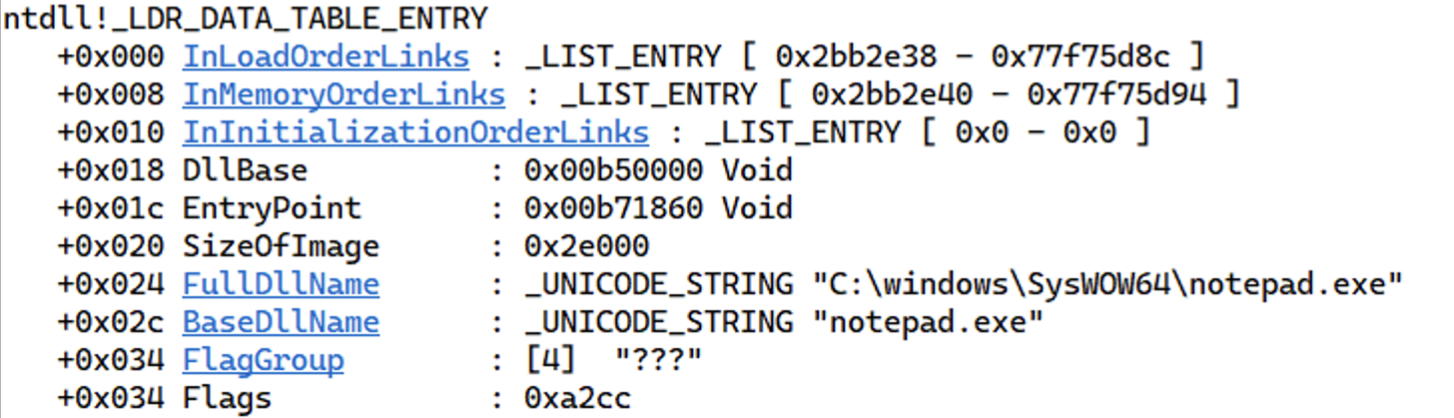 ntdll!_LDR_DATA_TABLE_ENTRY
+0x000 InLoadOrderLinks : _LIST_ENTRY [ 0x2bb2e38 - 0x77f75d8c ]
+0x008 InMemoryOrderLinks : _LIST_ENTRY [ 0x2bb2e40 - 0x77f75d94 ]
+0x010 InInitializationOrderLinks : _LIST_ENTRY [ 0x0 - 0x0 ]
+0x018 DllBase : 0x00b50000 Void
+0x01c EntryPoint : 0x00b71860 Void
+0x020 SizeOfImage : 0x2e000
+0x024 FullDllName : _UNICODE_STRING "C:\windows\SysWOW64\notepad.exe"
+0x02c BaseDllName : _UNICODE_STRING "notepad.exe"
+0x034 FlagGroup : [4] "???"
+0x034 Flags : 0xa2cc